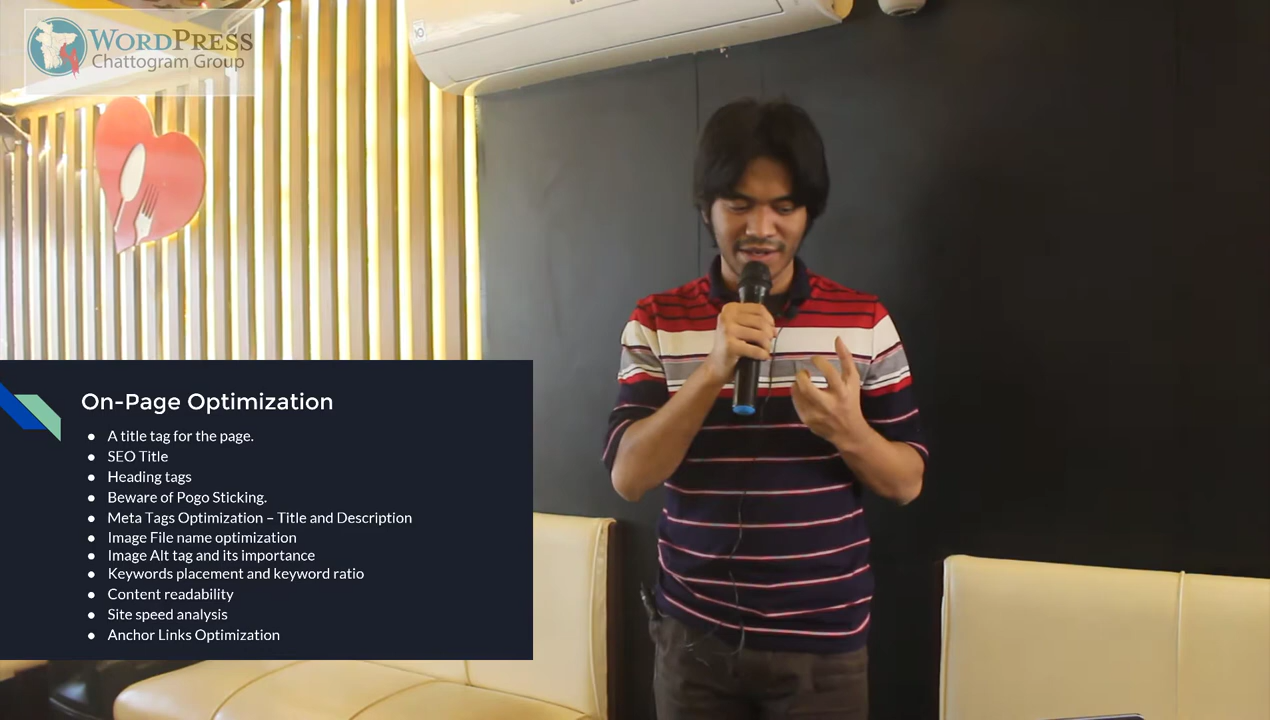 WORDPRESS
Chattogram Group
On-Page Optimization
A title tag for the page.
SEO Title
Heading tags
Beware of Pogo Sticking.
Meta Tags Optimization – Title and Description
Image File name optimization
Image Alt tag and its importance
Keywords placement and keyword ratio
Content readability
Site speed analysis
Anchor Links Optimization